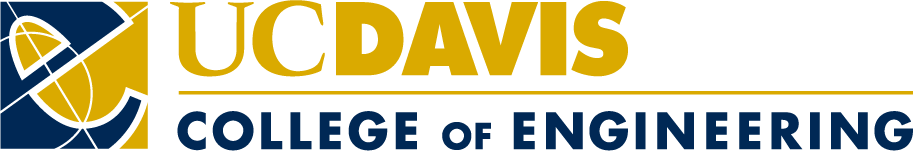 UCDAVIS
COLLEGE OF ENGINEERING